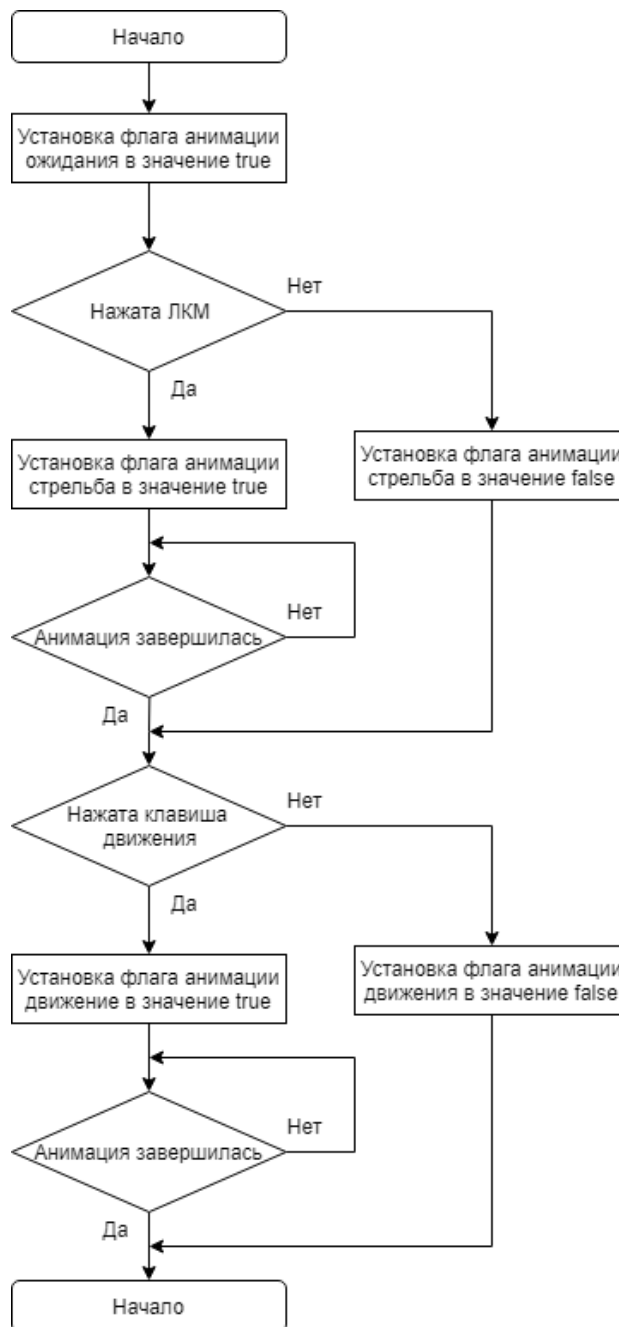 Начало
Установка флага анимации
ожидания в значение true
Нажата ЛКМ
Нет
Да
Установка флага анимации
стрельба в значение true
Установка флага анимации
стрельба в значение false
Анимация завершилась
Нет
Да
Нажата клавиша
движения
Нет
Да
Установка флага анимации
движение в значение true
Установка флага анимации
движения в значение false
Анимация завершилась
Нет
Да
Начало